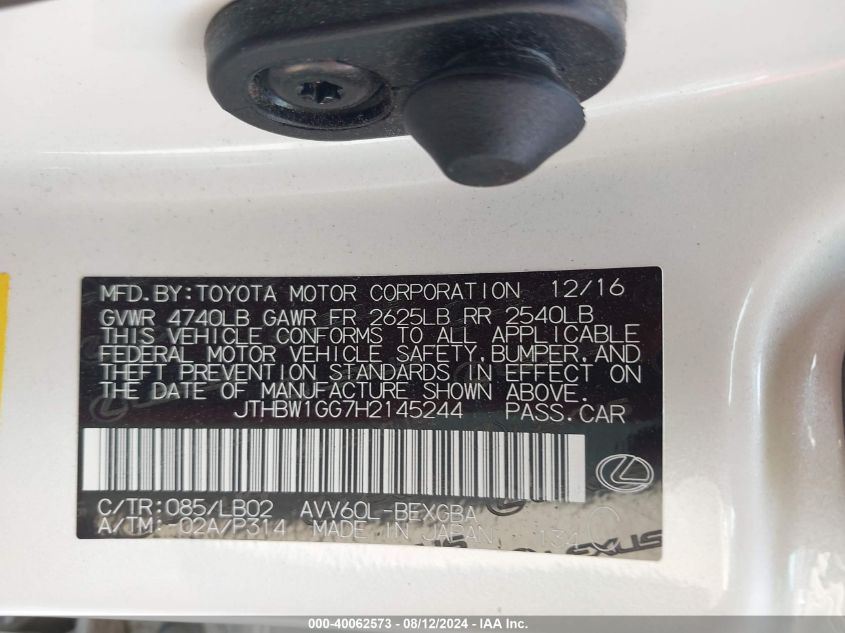 MFD.BY:TOYOTA MOTOR CORPORATION 12/16
GVWR 4740LB GAWR FR 2625LB RR 2540LB
THIS VEHICLE CONFORMS TO ALL APPLICABLE
FEDERAL MOTOR VEHICLE SAFETY,BUMPER,AND
THEFT PREVENTION STANDARDS IN EFFECT ON
THE DATE OF MANUFACTURE SHOWN ABOVE.
JTHBW1GG7H2145244 PASS.CAR
C/TR:085/LB02 AVV60L-BEXGBA
A/TM:-02A/P314 MADE IN JAPAN 134
LEXUS
000-40062573 - 08/12/2024 - IAA Inc.